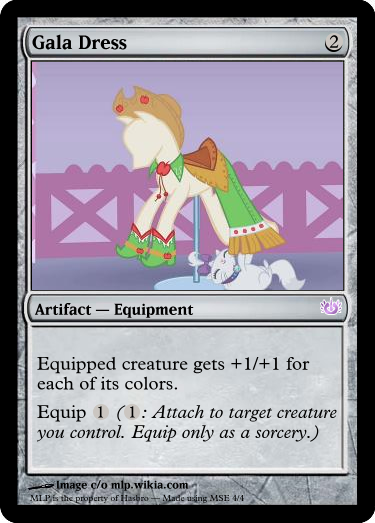 Gala Dress 2
Artifact — Equipment
Equipped creature gets +1/+1 for
each of its colors.
Equip 1 (1: Attach to target creature
you control. Equip only as a sorcery.)
Image c/o mlp.wikia.com
MLP is the property of Hasbro — Made using MSE 4/4